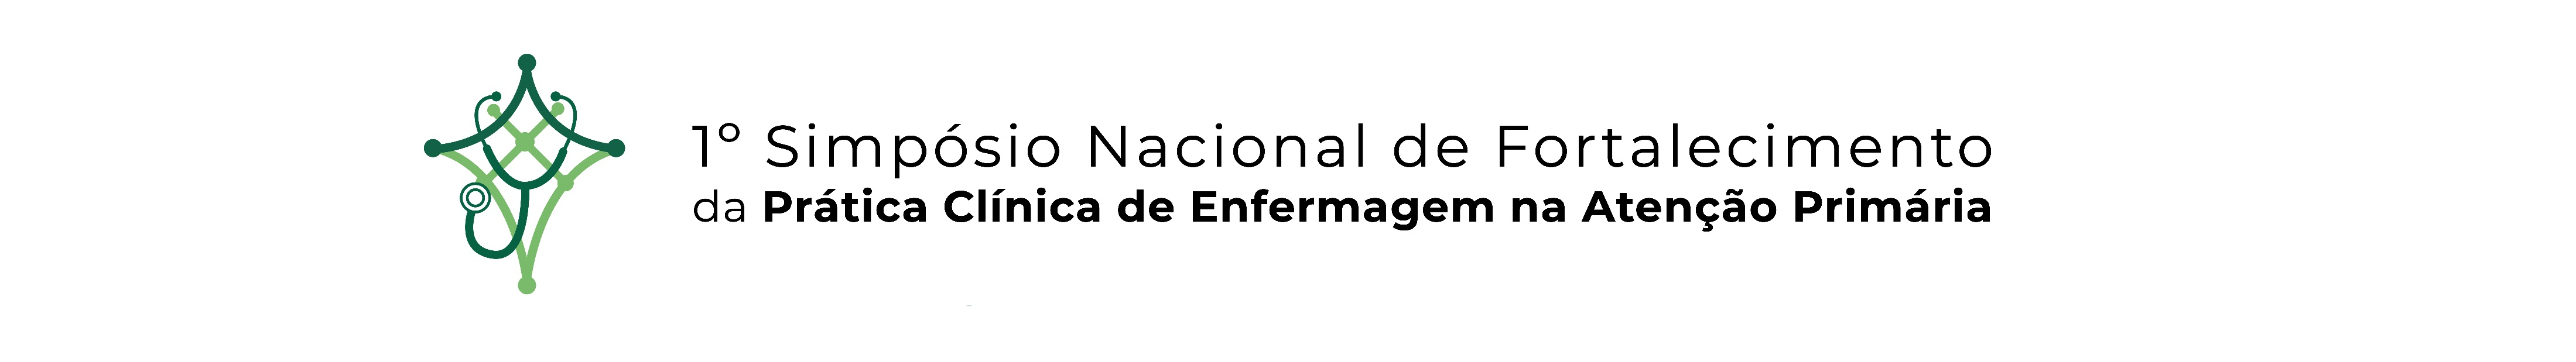 1º Simpósio Nacional de Fortalecimento
da Prática Clínica de Enfermagem na Atenção Primária